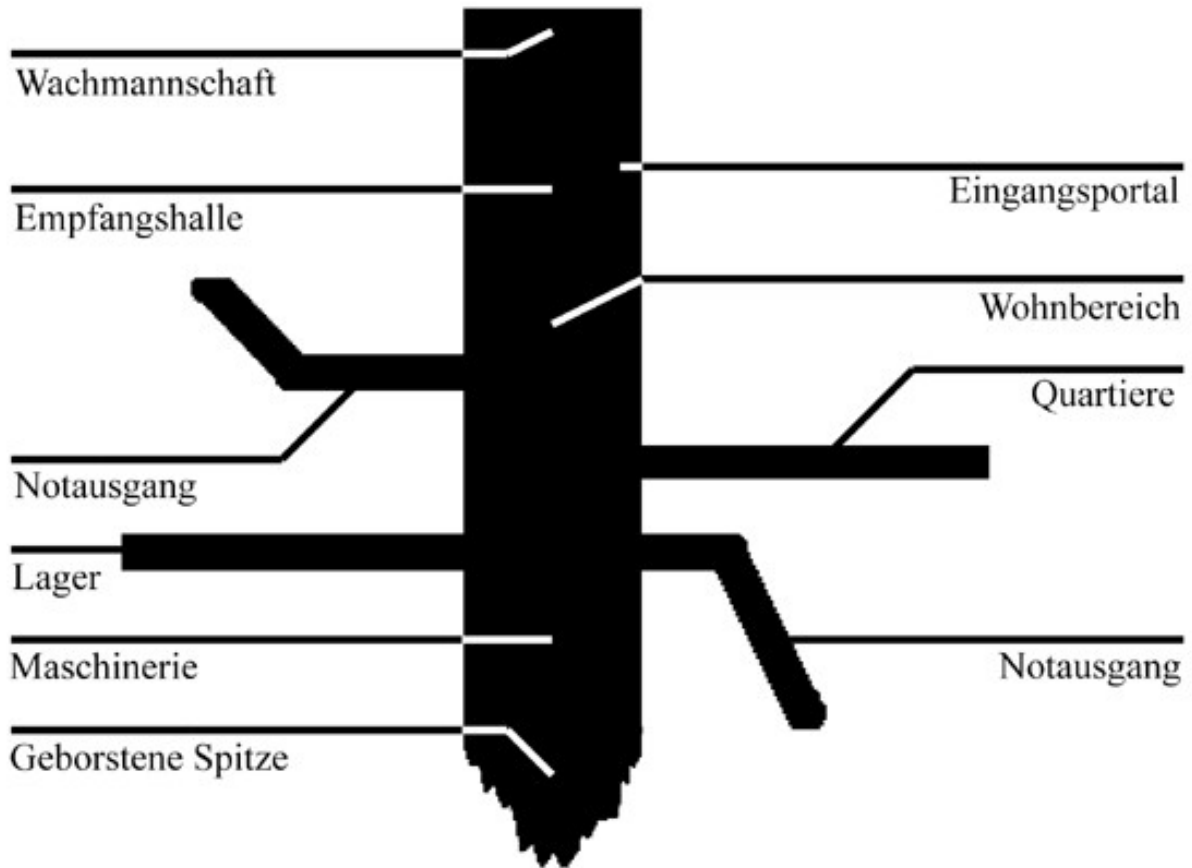 Wachmannschaft
Eingangsportal
Empfangshalle
Wohnbereich
Quartiere
Notausgang
Lager
Maschinerie
Notausgang
Geborstene Spitze